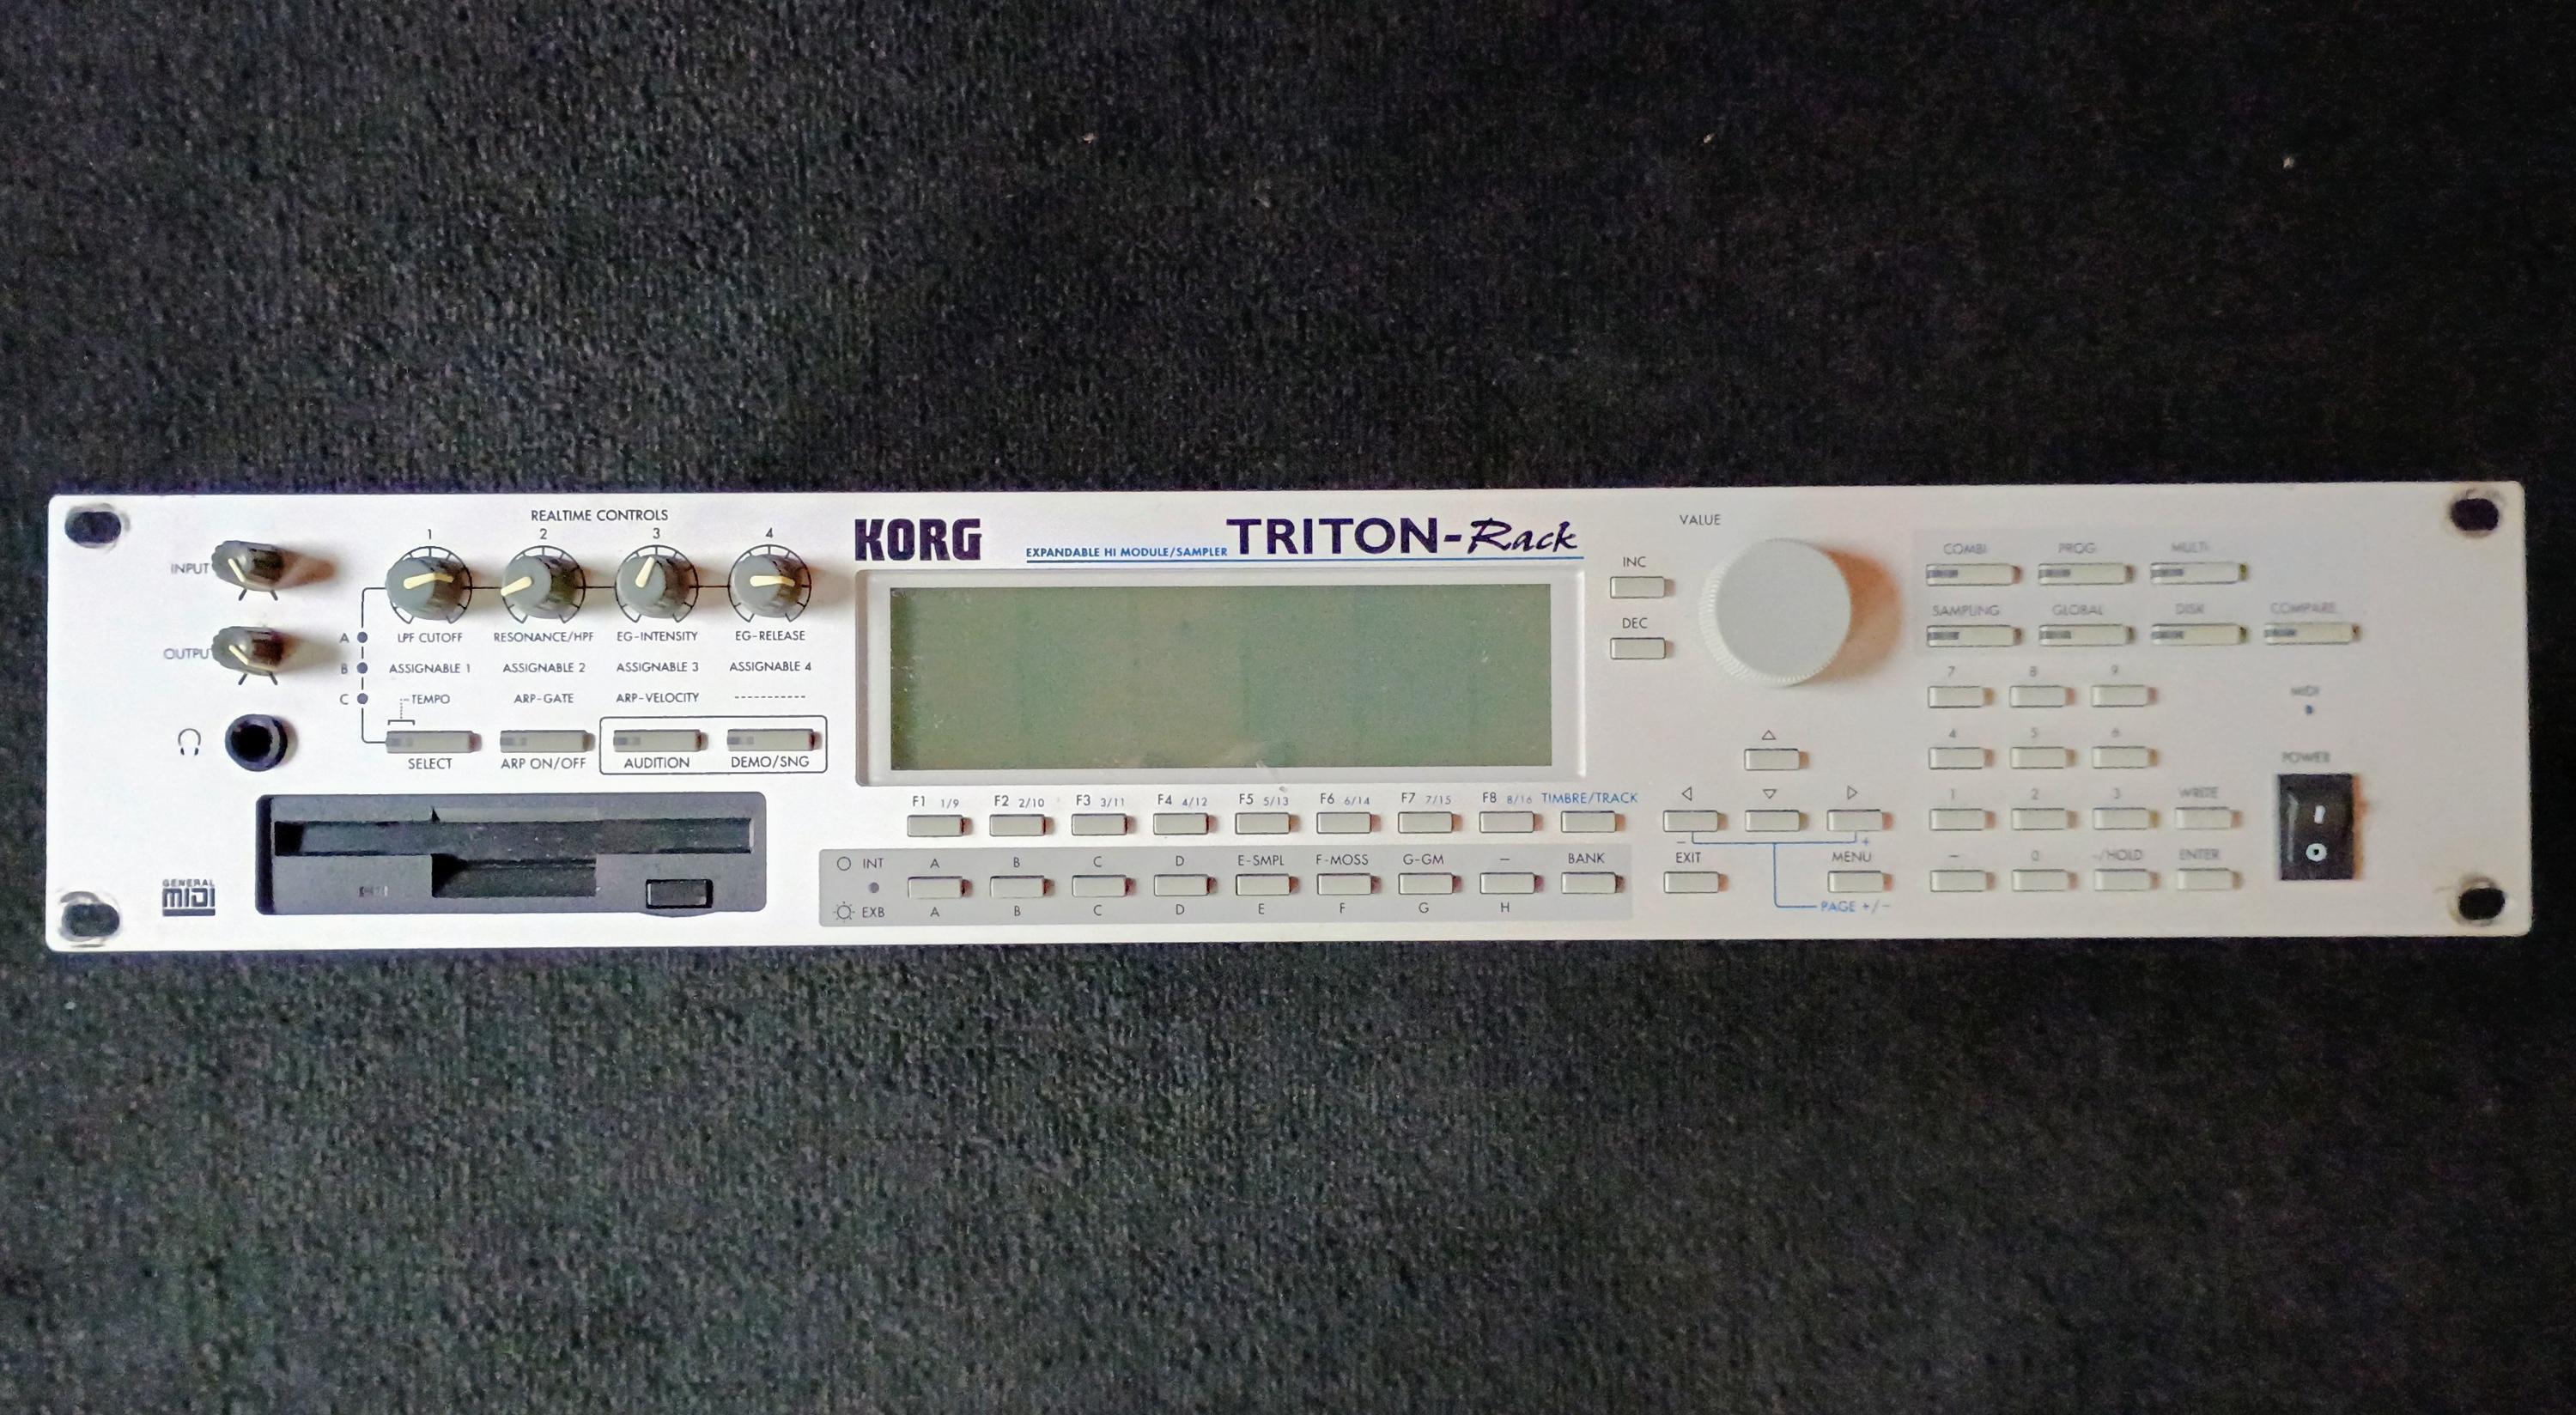 REALTIME CONTROLS
1 2 3 4
INPUT
OUTPUT
A LPF CUTOFF RESONANCE/HPF EG-INTENSITY EG-RELEASE
B ASSIGNABLE 1 ASSIGNABLE 2 ASSIGNABLE 3 ASSIGNABLE 4
C TEMPO ARP-GATE ARP-VELOCITY ----------
SELECT ARP ON/OFF AUDITION DEMO/SNG
GENERAL
MIDI
KORG
EXPANDABLE HI MODULE/SAMPLER TRITON-Rack
F1 1/9 F2 2/10 F3 3/11 F4 4/12 F5 5/13 F6 6/14 F7 7/15 F8 8/16 TIMBRE/TRACK
INT A B C D E-SMPL F-MOSS G-GM — BANK
EXB A B C D E F G H
VALUE
INC
DEC
− +
EXIT MENU
PAGE +/−
COMBI PROG MULTI
SAMPLING GLOBAL DISK COMPARE
7 8 9
4 5 6
1 2 3 WRITE
− 0 ·/HOLD ENTER
MIDI
POWER